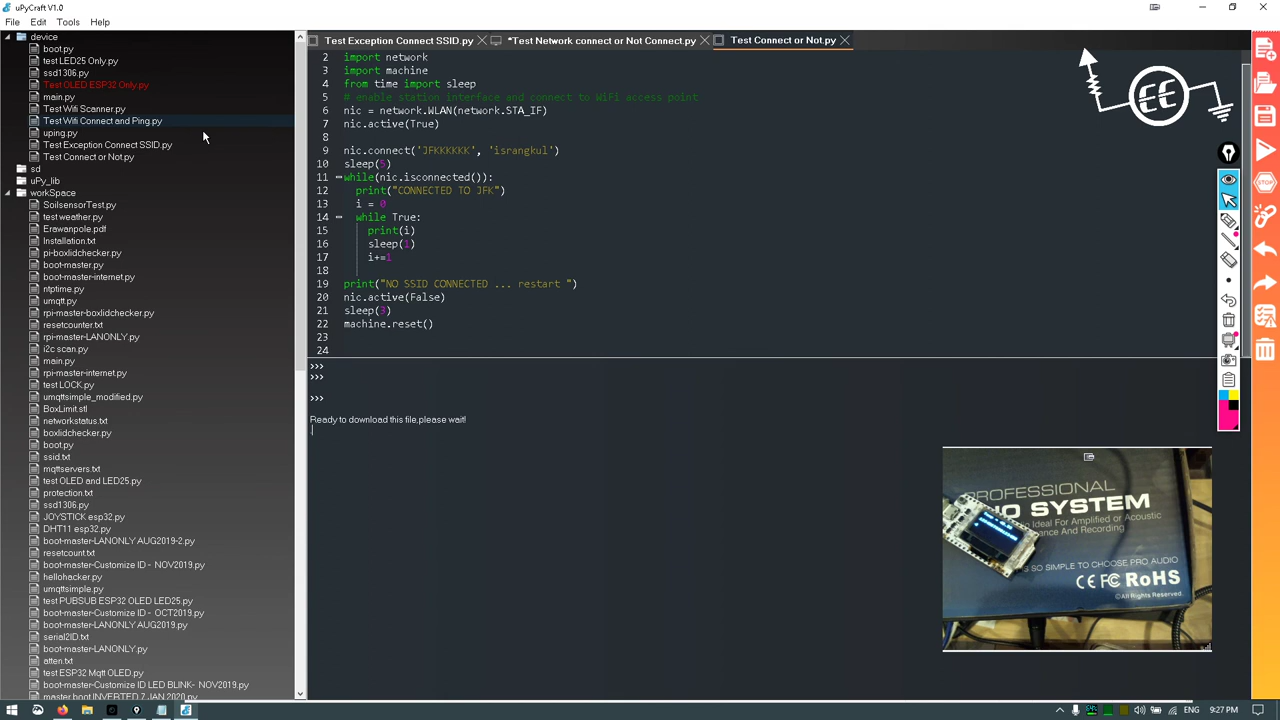 uPyCraft V1.0
File Edit Tools Help
device
boot.py
test LED25 Only.py
ssd1306.py
Test OLED ESP32 Only.py
main.py
Test Wifi Scanner.py
Test Wifi Connect and Ping.py
uping.py
Test Exception Connect SSID.py
Test Connect or Not.py
sd
uPy_lib
workSpace
SoilsensorTest.py
test weather.py
Erawanpole.pdf
Installation.txt
pi-boxlidchecker.py
boot-master.py
boot-master-internet.py
ntptime.py
umqtt.py
rpi-master-boxlidchecker.py
resetcounter.txt
rpi-master-LANONLY.py
i2c scan.py
main.py
rpi-master-internet.py
test LOCK.py
umqttsimple_modified.py
BoxLimit.stl
networkstatus.txt
boxlidchecker.py
boot.py
ssid.txt
mqttservers.txt
test OLED and LED25.py
protection.txt
ssd1306.py
JOYSTICK esp32.py
DHT11 esp32.py
boot-master-LANONLY AUG2019-2.py
resetcount.txt
boot-master-Customize ID - NOV2019.py
hellohacker.py
umqttsimple.py
test PUBSUB ESP32 OLED LED25.py
boot-master-Customize ID - OCT2019.py
boot-master-LANONLY AUG2019.py
serial2ID.txt
boot-master-LANONLY.py
atten.txt
test ESP32 Mqtt OLED.py
boot-master-Customize ID LED BLINK- NOV2019.py
master boot INVERTED 7 JAN 2020.py
Test Exception Connect SSID.py
*Test Network connect or Not Connect.py
Test Connect or Not.py
2 import network
3 import machine
4 from time import sleep
5 # enable station interface and connect to WiFi access point
6 nic = network.WLAN(network.STA_IF)
7 nic.active(True)
8
9 nic.connect('JFKKKKKK', 'israngkul')
10 sleep(5)
11 while(nic.isconnected()):
12 print("CONNECTED TO JFK")
13 i = 0
14 while True:
15 print(i)
16 sleep(1)
17 i+=1
18
19 print("NO SSID CONNECTED ... restart ")
20 nic.active(False)
21 sleep(3)
22 machine.reset()
23
24
>>>
>>>
>>>
Ready to download this file,please wait!
EE
STOP
PROFESSIONAL
IO SYSTEM
o Ideal For Amplified or Acoustic
ance And Recording
S SO SIMPLE TO CHOOSE PRO AUDIO
CE FC RoHS
©All Rights Reserved.
ENG
9:27 PM